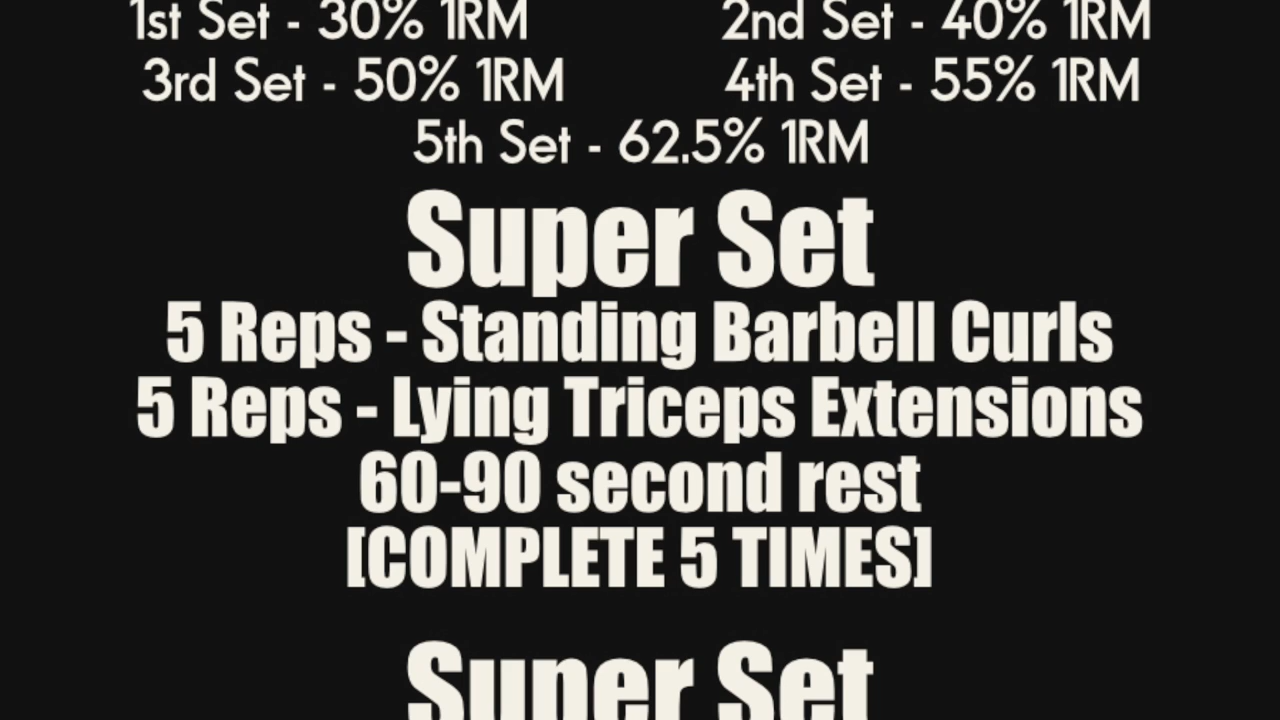 1st Set - 30% 1RM 2nd Set - 40% 1RM
3rd Set - 50% 1RM 4th Set - 55% 1RM
5th Set - 62.5% 1RM
Super Set
5 Reps - Standing Barbell Curls
5 Reps - Lying Triceps Extensions
60-90 second rest
[COMPLETE 5 TIMES]
Super Set